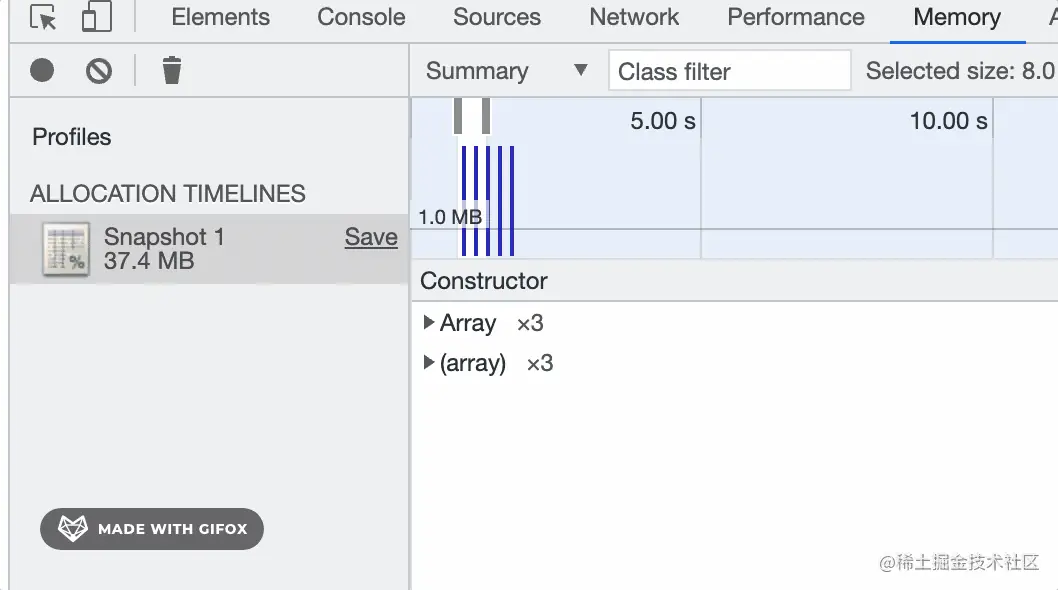 Elements Console Sources Network Performance Memory
Summary ▼ Class filter Selected size: 8.0
Profiles
ALLOCATION TIMELINES
Snapshot 1 Save
37.4 MB
5.00 s 10.00 s
1.0 MB
Constructor
Array ×3
(array) ×3
MADE WITH GIFOX
@稀土掘金技术社区